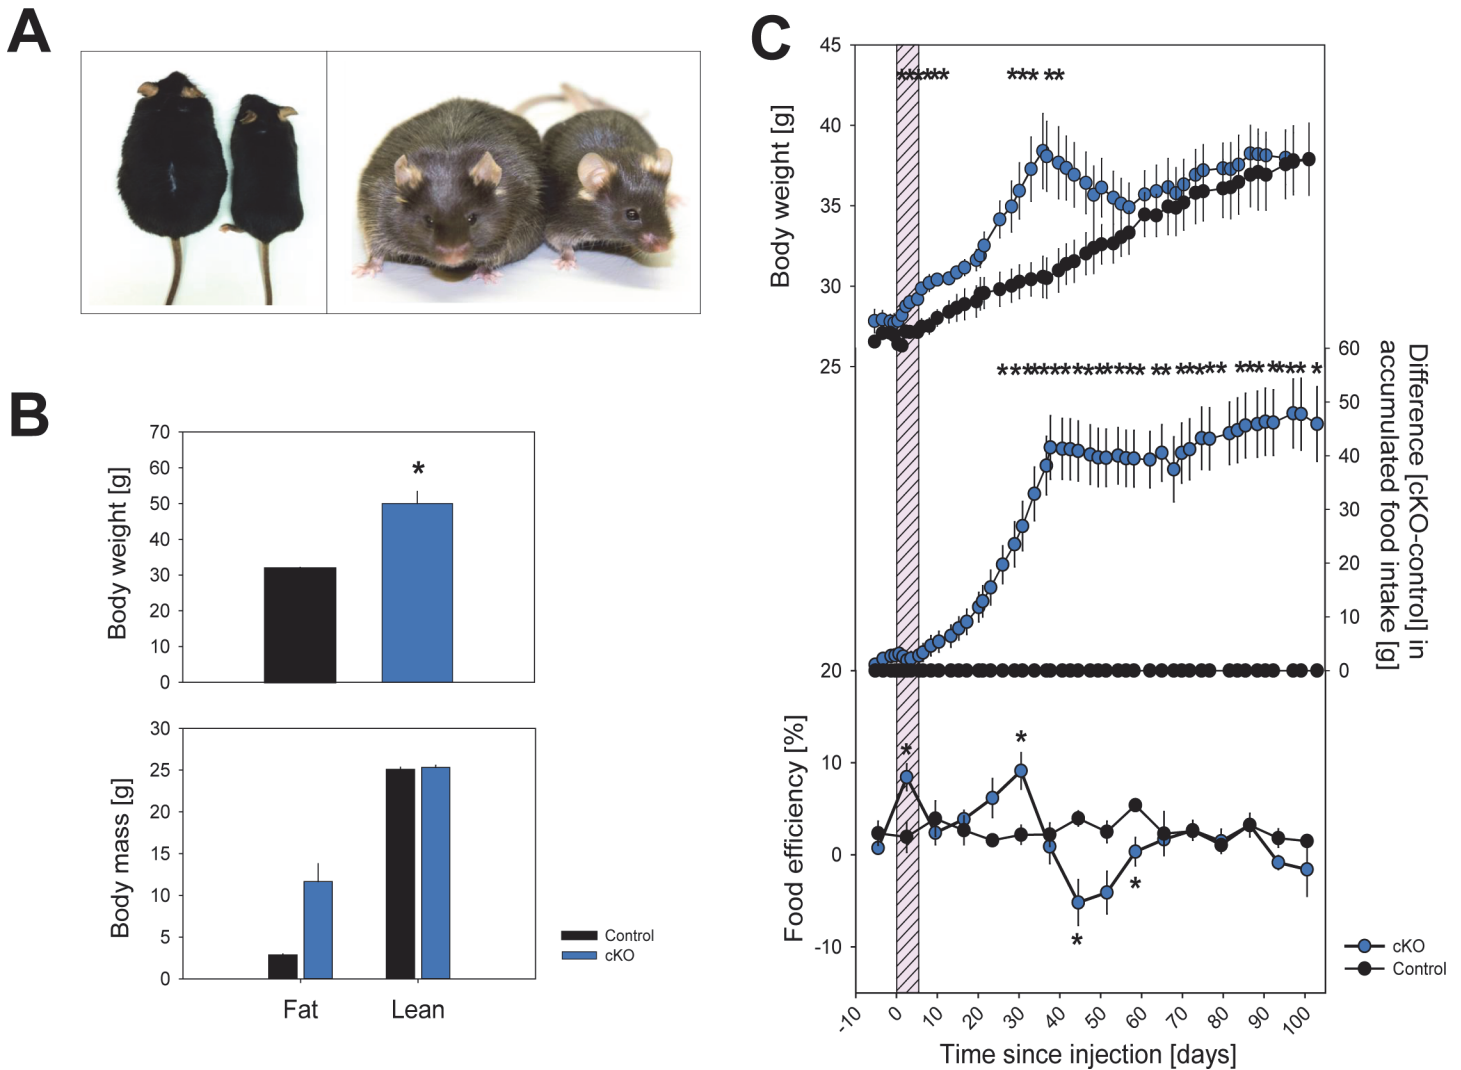 A
B
Body weight [g]
70
60
50
40
30
20
10
0
*
Body mass [g]
30
25
20
15
10
5
0
Fat Lean
Control
cKO
C
Body weight [g]
45
40
35
30
25
******
*** **
Difference [cKO-control] in
accumulated food intake [g]
60
50
40
30
20
10
0
Food efficiency [%]
20
10
0
-10
*
*
*
*
-10 0 10 20 30 40 50 60 70 80 90 100
Time since injection [days]
cKO
Control